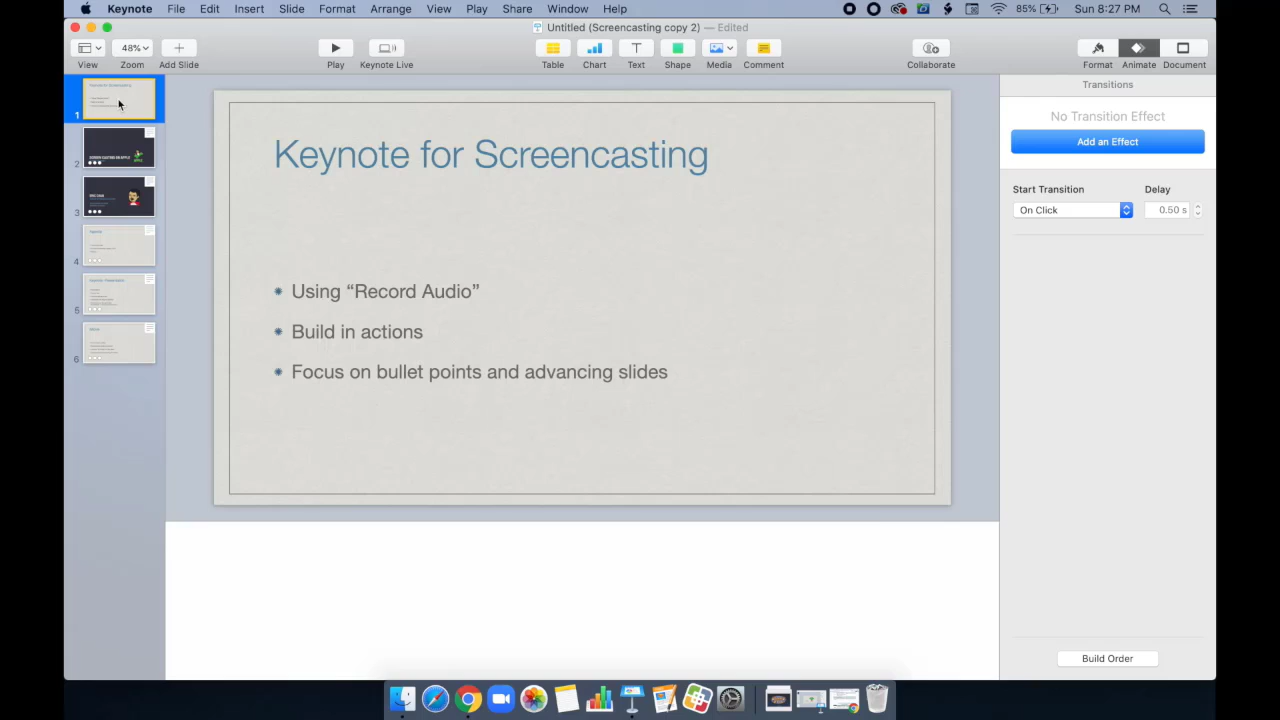 Keynote File Edit Insert Slide Format Arrange View Play Share Window Help 85% Sun 8:27 PM
Untitled (Screencasting copy 2) — Edited
48%
View Zoom Add Slide Play Keynote Live Table Chart Text Shape Media Comment Collaborate Format Animate Document
Transitions
No Transition Effect
Add an Effect
Start Transition Delay
On Click 0.50 s
Build Order
1
2
3
4
5
6
Keynote for Screencasting
Using “Record Audio”
Build in actions
Focus on bullet points and advancing slides